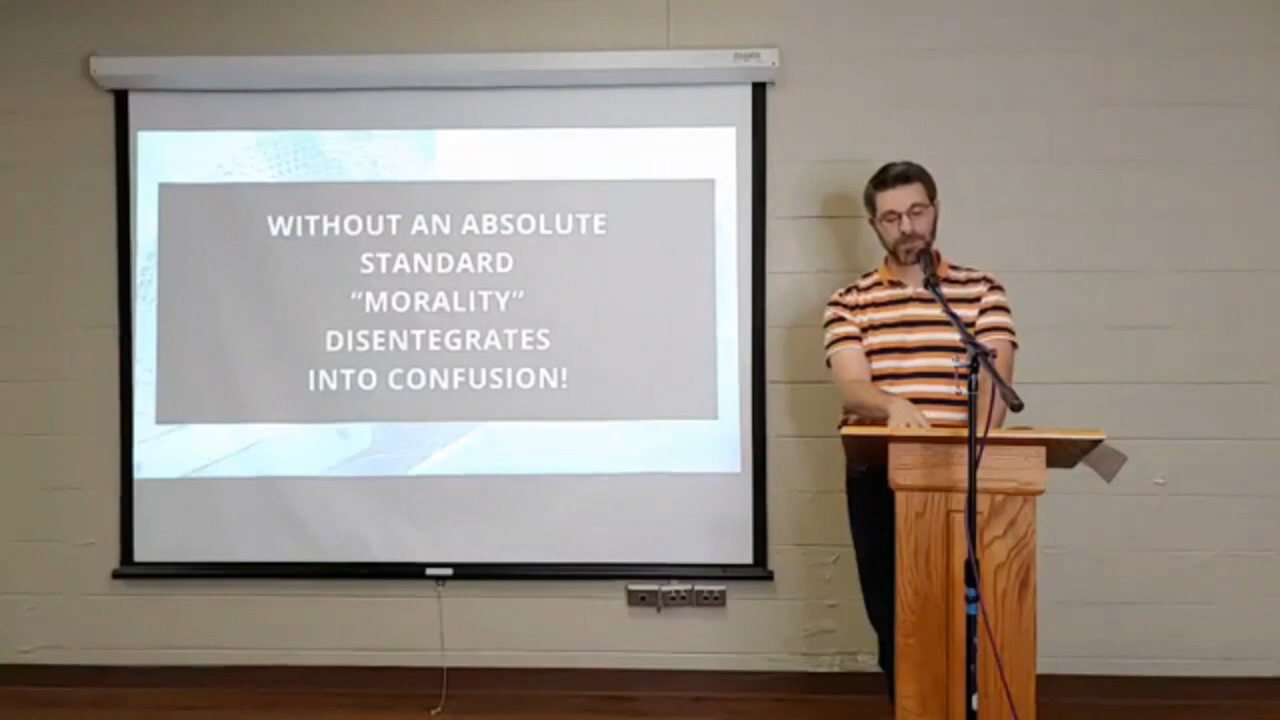 WITHOUT AN ABSOLUTE
STANDARD
“MORALITY”
DISENTEGRATES
INTO CONFUSION!